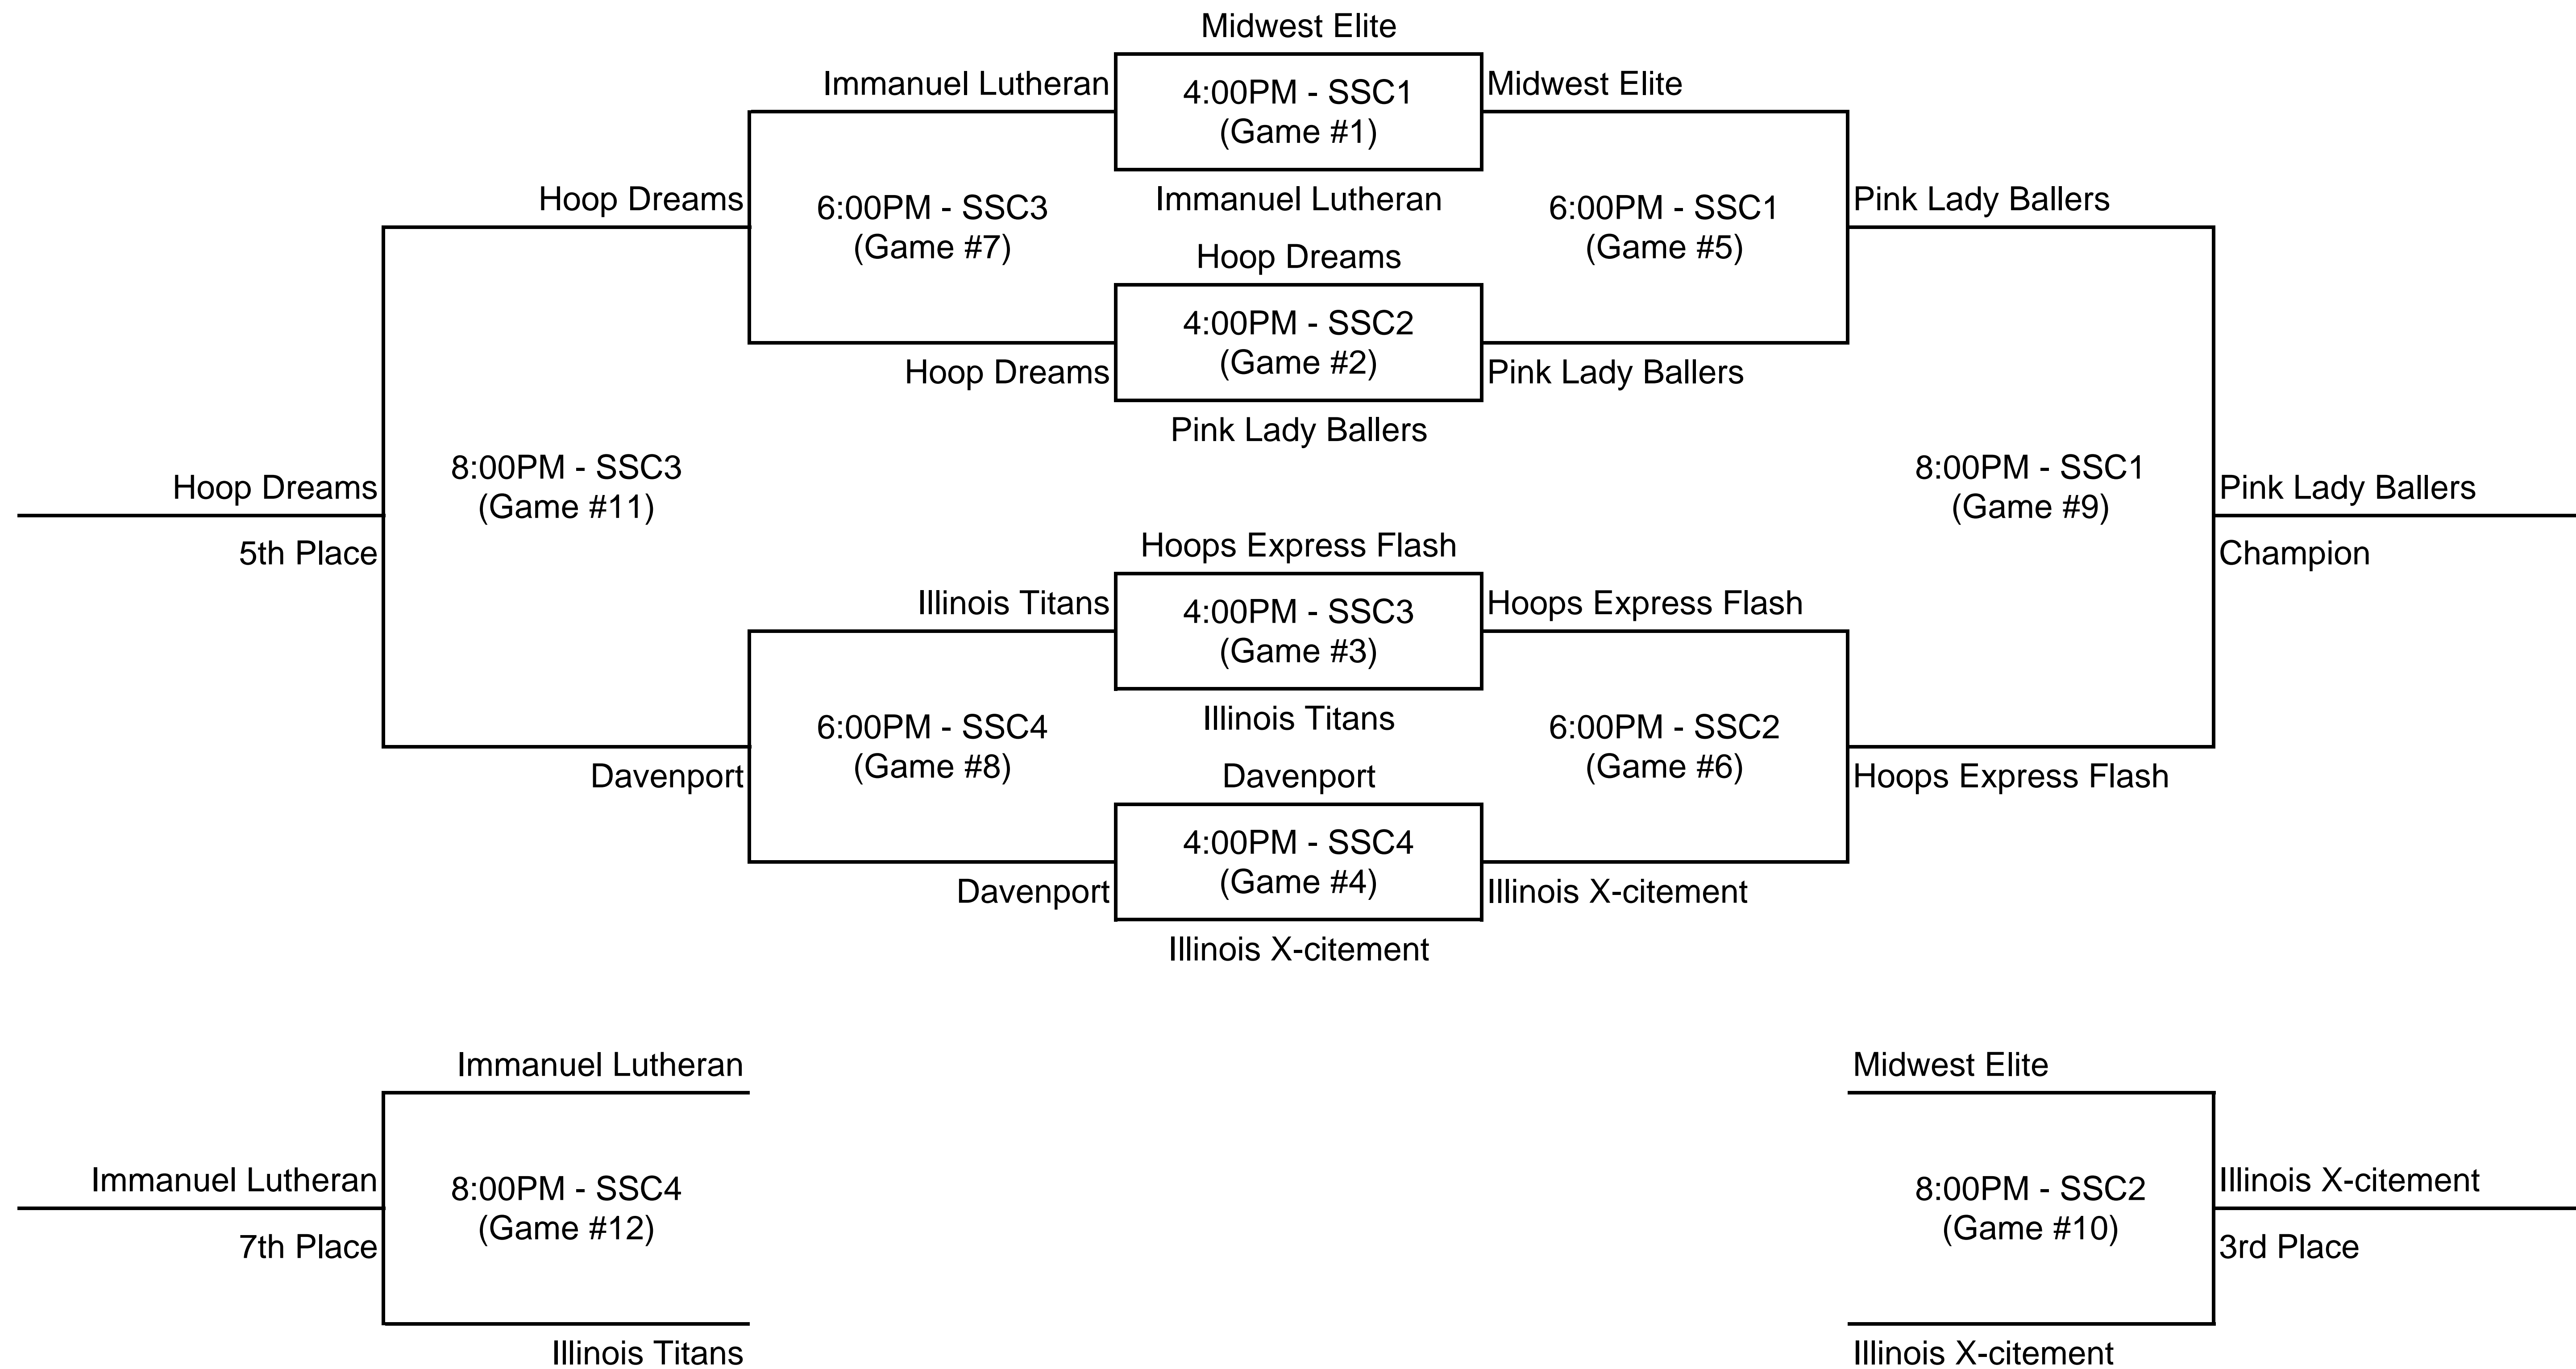 Midwest Elite
Immanuel Lutheran
4:00PM - SSC1
(Game #1)
Midwest Elite
Immanuel Lutheran
Hoop Dreams
6:00PM - SSC3
(Game #7)
6:00PM - SSC1
(Game #5)
Pink Lady Ballers
Hoop Dreams
4:00PM - SSC2
(Game #2)
Hoop Dreams
Pink Lady Ballers
Pink Lady Ballers
Hoop Dreams
5th Place
8:00PM - SSC3
(Game #11)
8:00PM - SSC1
(Game #9)
Pink Lady Ballers
Champion
Hoops Express Flash
Illinois Titans
4:00PM - SSC3
(Game #3)
Hoops Express Flash
Illinois Titans
6:00PM - SSC4
(Game #8)
6:00PM - SSC2
(Game #6)
Davenport
Davenport
Hoops Express Flash
4:00PM - SSC4
(Game #4)
Davenport
Illinois X-citement
Illinois X-citement
Immanuel Lutheran
Midwest Elite
Immanuel Lutheran
7th Place
8:00PM - SSC4
(Game #12)
8:00PM - SSC2
(Game #10)
Illinois X-citement
3rd Place
Illinois Titans
Illinois X-citement